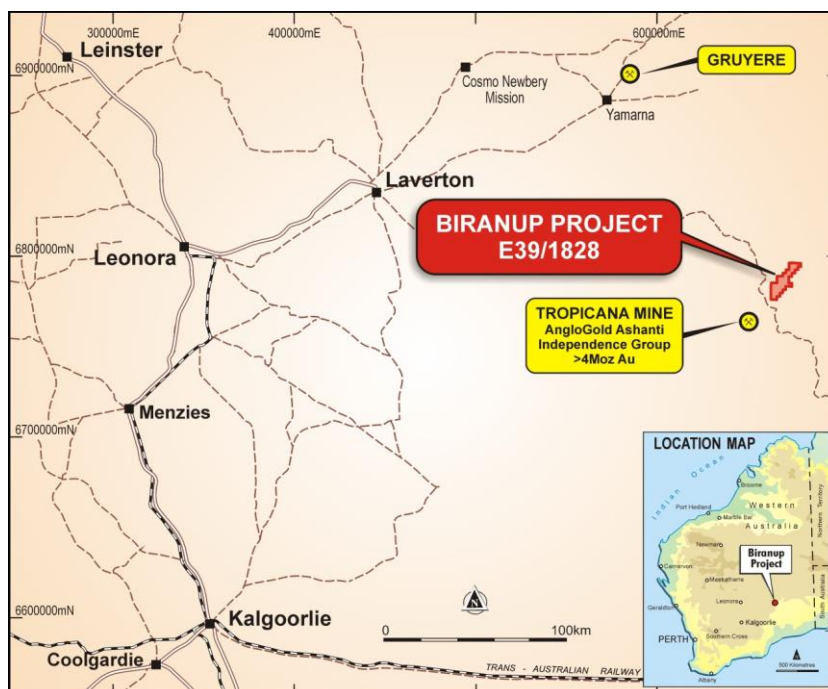 300000mE
400000mE
600000mE
Leinster
6900000mN
Cosmo Newbery
Mission
GRUYERE
Yamarna
Laverton
BIRANUP PROJECT
E39/1828
Leonora
6800000mN
TROPICANA MINE
AngloGold Ashanti
Independence Group
>4Moz Au
Menzies
6700000mN
LOCATION MAP
Indian Ocean
Broome
Port Hedland
Marble Bar
Western
Australia
Northern Territory
Newman
Biranup
Project
Carnarvon
Meekatharra
Leonora
Geraldton
Kalgoorlie
South Australia
PERTH
Southern Cross
Albany
N
500 Kilometres
6600000mN
Kalgoorlie
N
0
100km
Coolgardie
TRANS - AUSTRALIAN RAILWAY